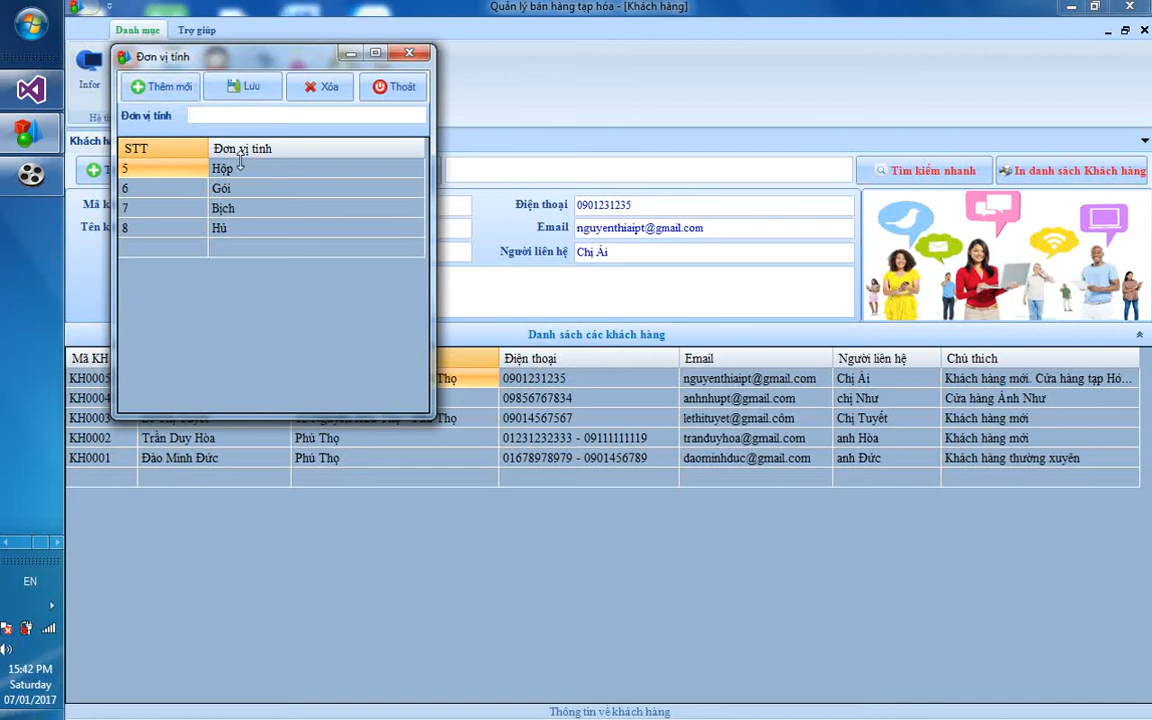 Quản lý bán hàng tạp hóa - [Khách hàng]
Danh mục Trợ giúp
Infor
Đơn vị tính
Thêm mới Lưu Xóa Thoát
Đơn vị tính
STT Đơn vị tính
5 Hộp
6 Gói
7 Bịch
8 Hủ
Tìm kiếm nhanh In danh sách Khách hàng
Điện thoại 0901231235
Email nguyenthiaipt@gmail.com
Người liên hệ Chị Ái
Danh sách các khách hàng
Mã KH Điện thoại Email Người liên hệ Chú thích
KH0005 Thọ 0901231235 nguyenthiaipt@gmail.com Chị Ái Khách hàng mới. Cửa hàng tạp Hó...
KH0004 09856767834 anhnhupt@gmail.com chị Như Cửa hàng Ảnh Như
KH0003 09014567567 lethituyet@gmail.côm Chị Tuyết Khách hàng mới
KH0002 Trần Duy Hòa Phú Thọ 01231232333 - 09111111119 tranduyhoa@gmail.com anh Hòa Khách hàng mới
KH0001 Đào Minh Đức Phú Thọ 01678978979 - 0901456789 daominhduc@gmail.com anh Đức Khách hàng thường xuyên
Thông tin về khách hàng
EN
15:42 PM
Saturday
07/01/2017